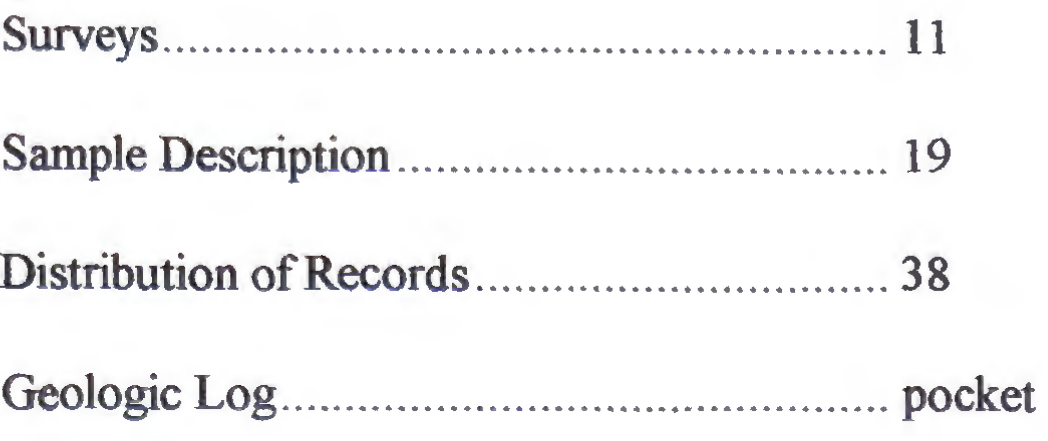 Surveys.......................................................... 11
Sample Description....................................... 19
Distribution of Records................................. 38
Geologic Log................................................ pocket